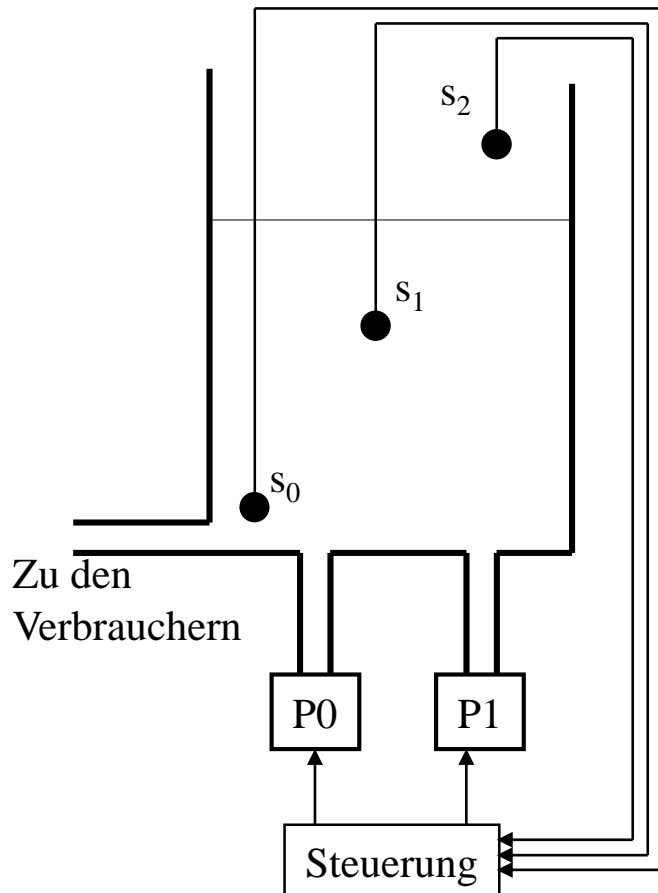 s₂
s₁
s₀
Zu den
Verbrauchern
P0
P1
Steuerung